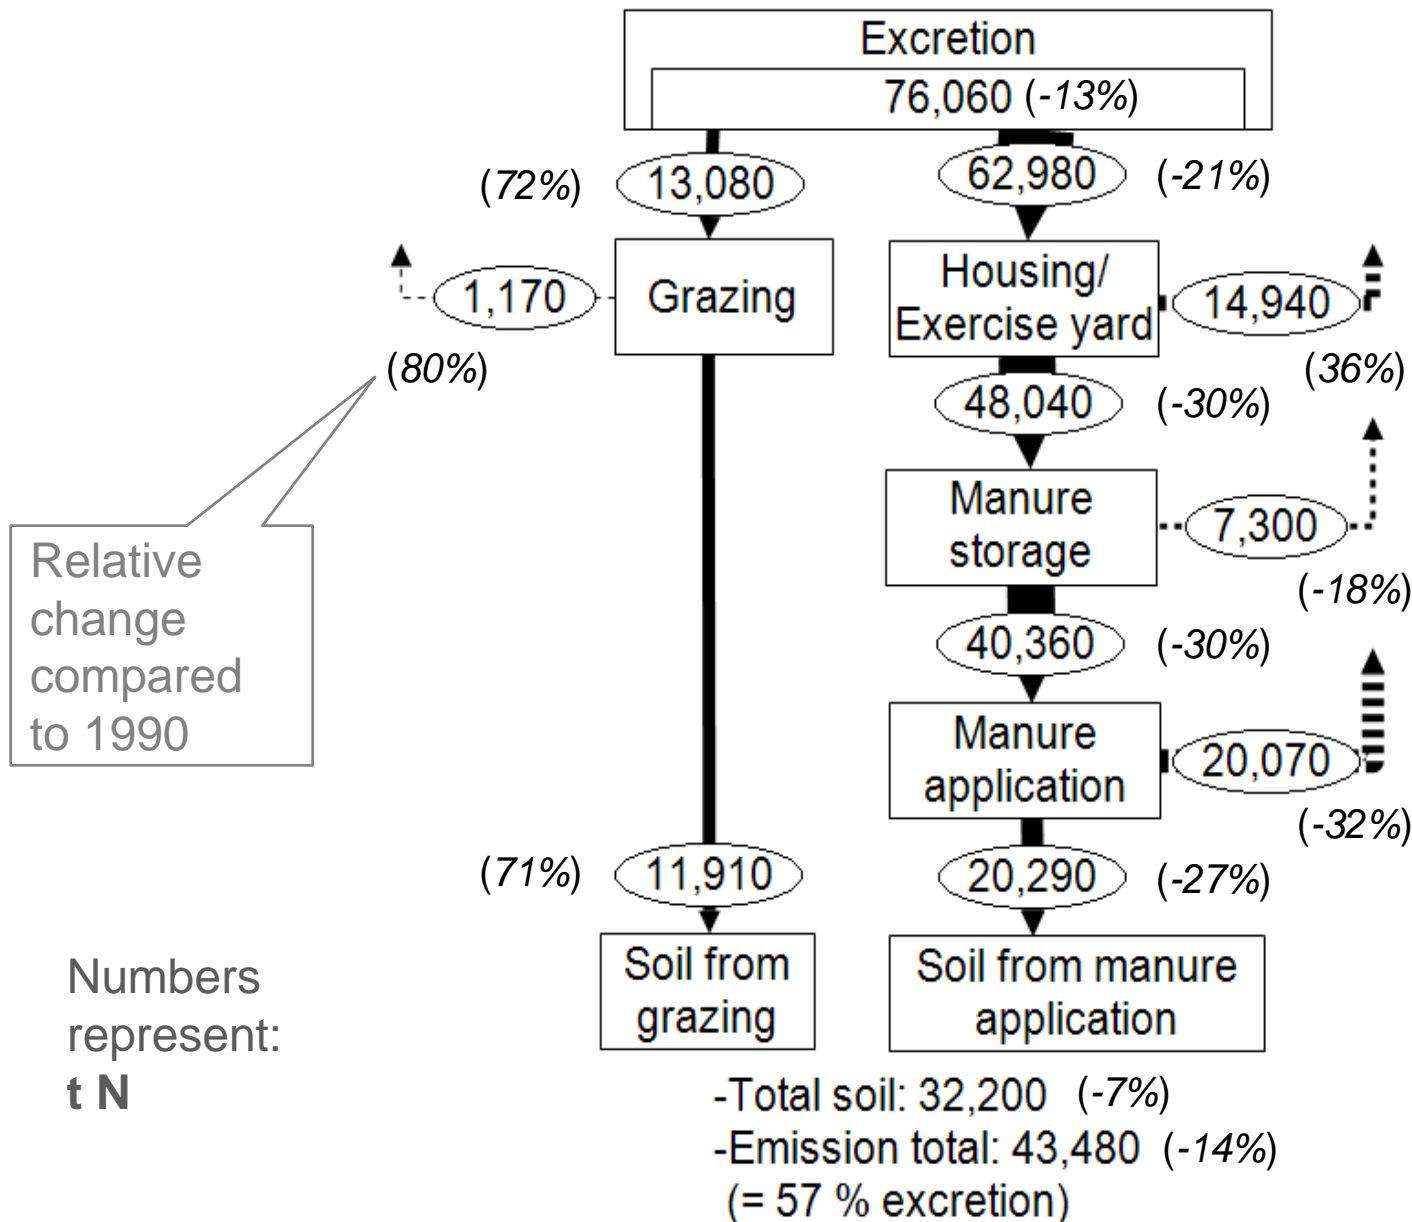 Excretion
76,060 (-13%)
(72%) 13,080
62,980 (-21%)
1,170
Grazing
(80%)
Housing/
Exercise yard
14,940
(36%)
48,040 (-30%)
Manure
storage
7,300
(-18%)
40,360 (-30%)
Relative
change
compared
to 1990
Manure
application
20,070
(-32%)
(71%) 11,910
20,290 (-27%)
Soil from
grazing
Soil from manure
application
Numbers
represent:
t N
-Total soil: 32,200 (-7%)
-Emission total: 43,480 (-14%)
(= 57 % excretion)